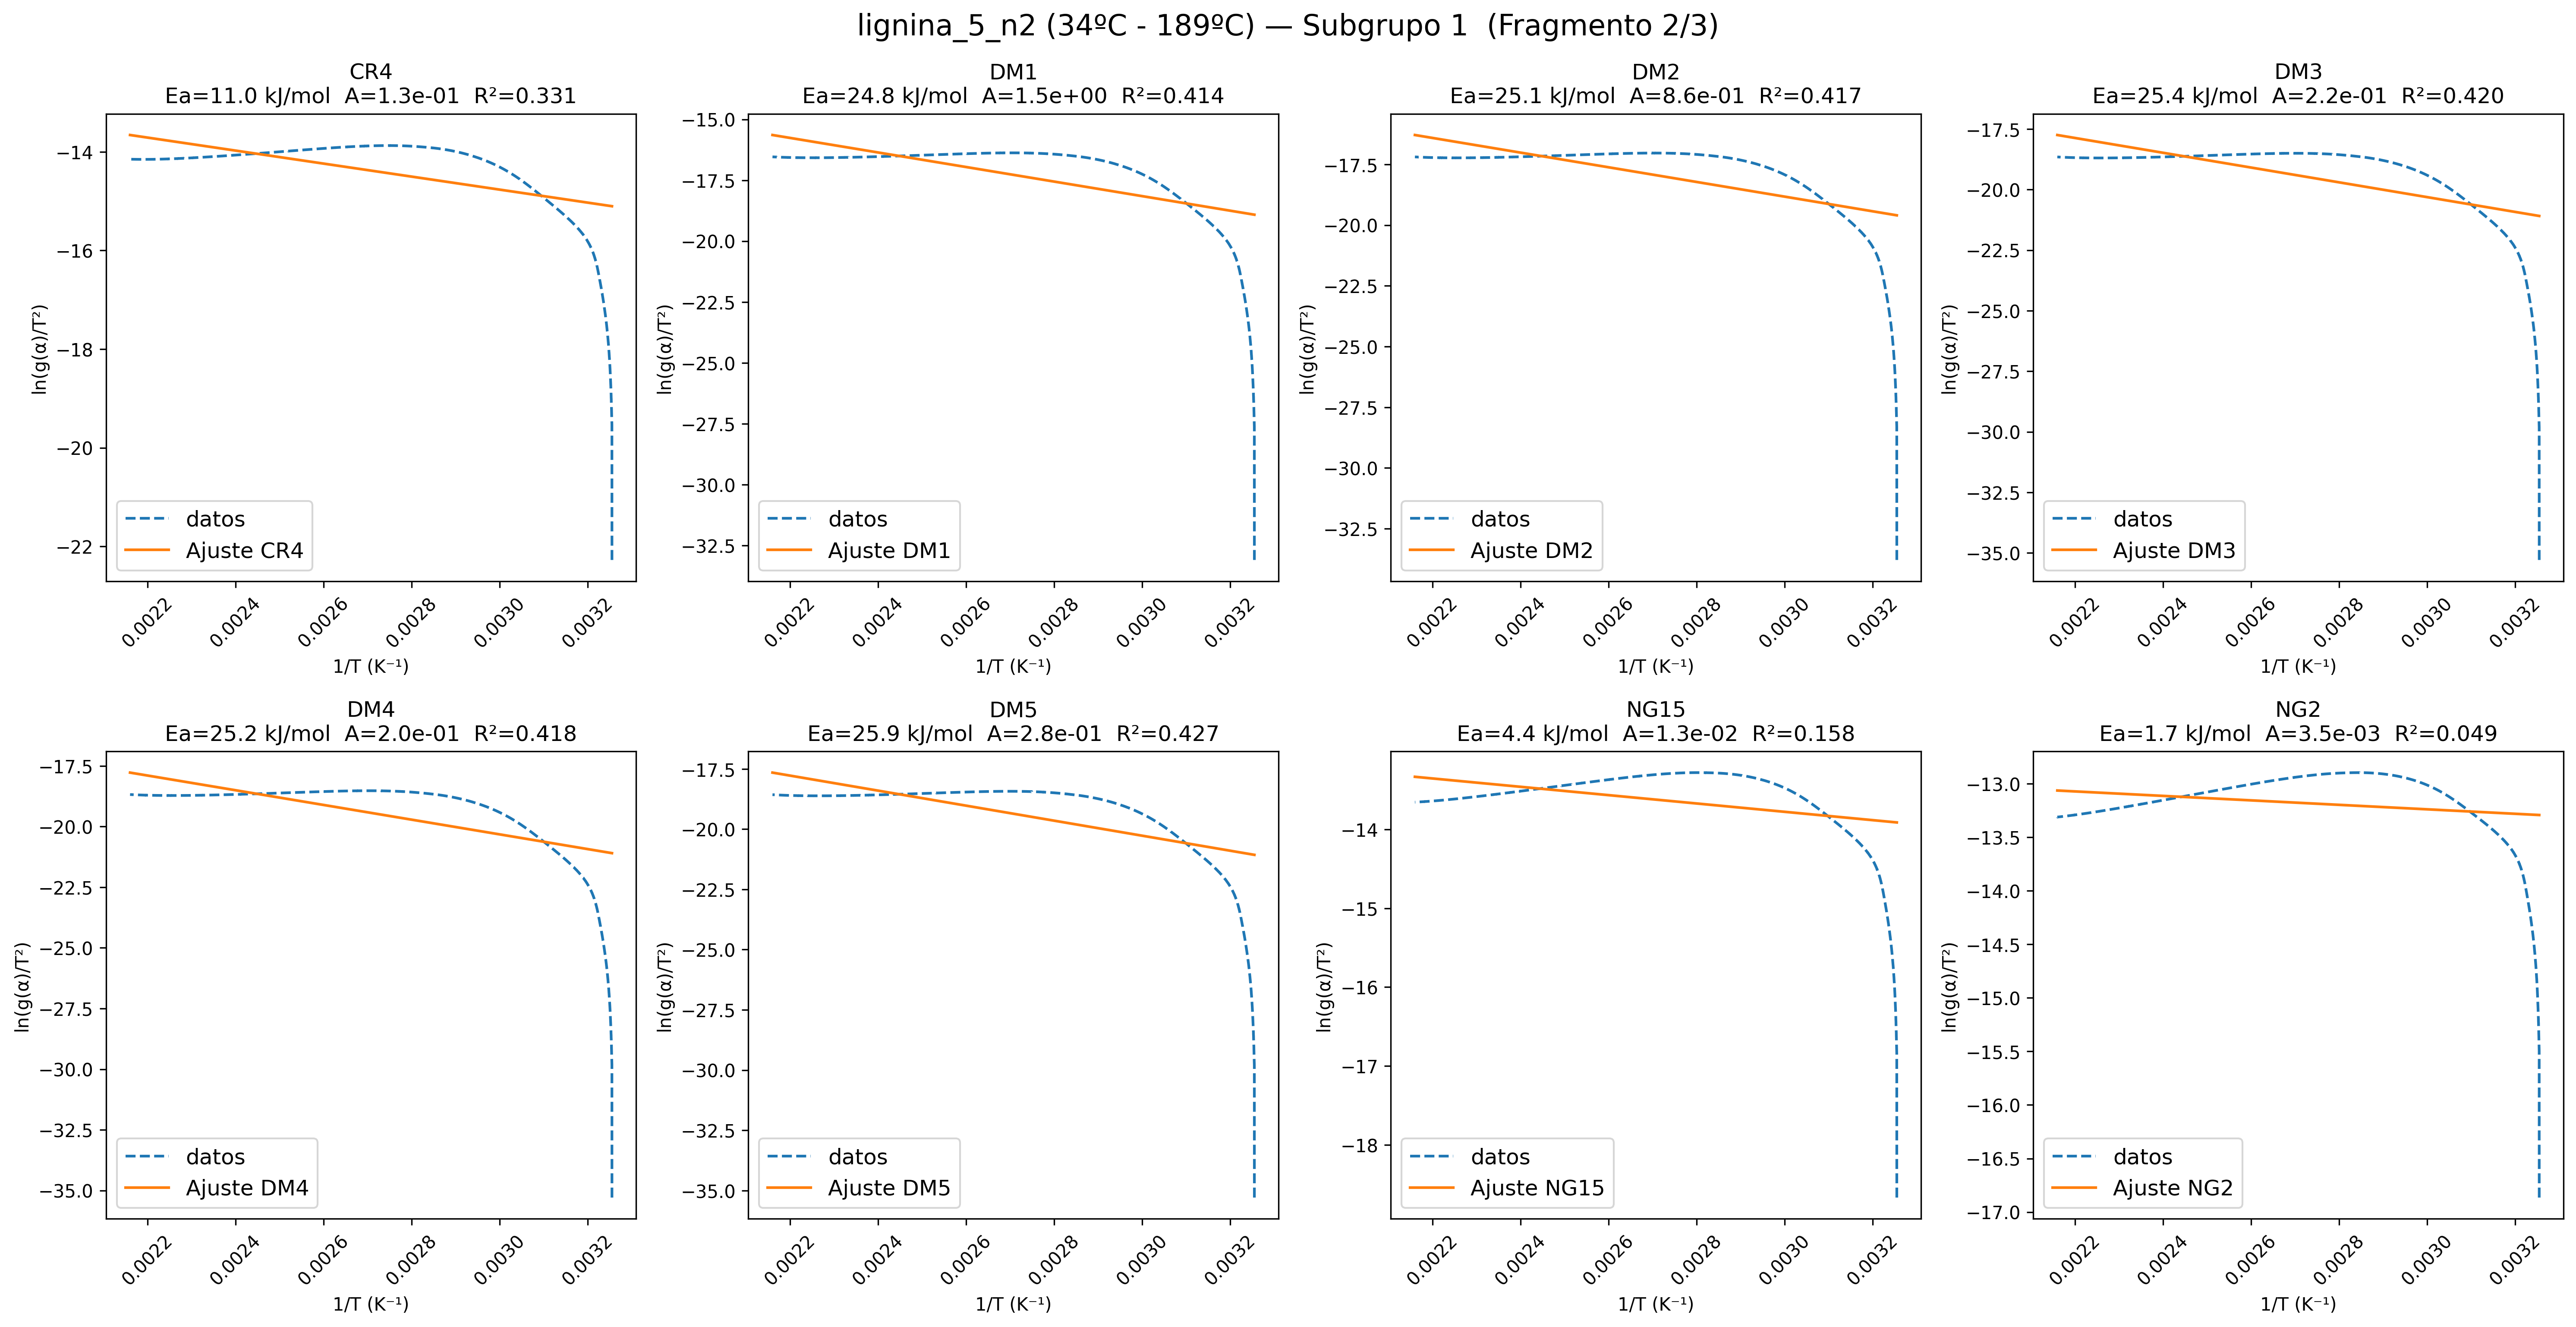 lignina_5_n2 (34ºC - 189ºC) — Subgrupo 1  (Fragmento 2/3)
CR4
Ea=11.0 kJ/mol  A=1.3e-01  R²=0.331
−14
−16
−18
−20
−22
ln(g(α)/T²)
datos
Ajuste CR4
0.0022
0.0024
0.0026
0.0028
0.0030
0.0032
1/T (K⁻¹)
DM1
Ea=24.8 kJ/mol  A=1.5e+00  R²=0.414
−15.0
−17.5
−20.0
−22.5
−25.0
−27.5
−30.0
−32.5
ln(g(α)/T²)
datos
Ajuste DM1
0.0022
0.0024
0.0026
0.0028
0.0030
0.0032
1/T (K⁻¹)
DM2
Ea=25.1 kJ/mol  A=8.6e-01  R²=0.417
−17.5
−20.0
−22.5
−25.0
−27.5
−30.0
−32.5
ln(g(α)/T²)
datos
Ajuste DM2
0.0022
0.0024
0.0026
0.0028
0.0030
0.0032
1/T (K⁻¹)
DM3
Ea=25.4 kJ/mol  A=2.2e-01  R²=0.420
−17.5
−20.0
−22.5
−25.0
−27.5
−30.0
−32.5
−35.0
ln(g(α)/T²)
datos
Ajuste DM3
0.0022
0.0024
0.0026
0.0028
0.0030
0.0032
1/T (K⁻¹)
DM4
Ea=25.2 kJ/mol  A=2.0e-01  R²=0.418
−17.5
−20.0
−22.5
−25.0
−27.5
−30.0
−32.5
−35.0
ln(g(α)/T²)
datos
Ajuste DM4
0.0022
0.0024
0.0026
0.0028
0.0030
0.0032
1/T (K⁻¹)
DM5
Ea=25.9 kJ/mol  A=2.8e-01  R²=0.427
−17.5
−20.0
−22.5
−25.0
−27.5
−30.0
−32.5
−35.0
ln(g(α)/T²)
datos
Ajuste DM5
0.0022
0.0024
0.0026
0.0028
0.0030
0.0032
1/T (K⁻¹)
NG15
Ea=4.4 kJ/mol  A=1.3e-02  R²=0.158
−14
−15
−16
−17
−18
ln(g(α)/T²)
datos
Ajuste NG15
0.0022
0.0024
0.0026
0.0028
0.0030
0.0032
1/T (K⁻¹)
NG2
Ea=1.7 kJ/mol  A=3.5e-03  R²=0.049
−13.0
−13.5
−14.0
−14.5
−15.0
−15.5
−16.0
−16.5
−17.0
ln(g(α)/T²)
datos
Ajuste NG2
0.0022
0.0024
0.0026
0.0028
0.0030
0.0032
1/T (K⁻¹)